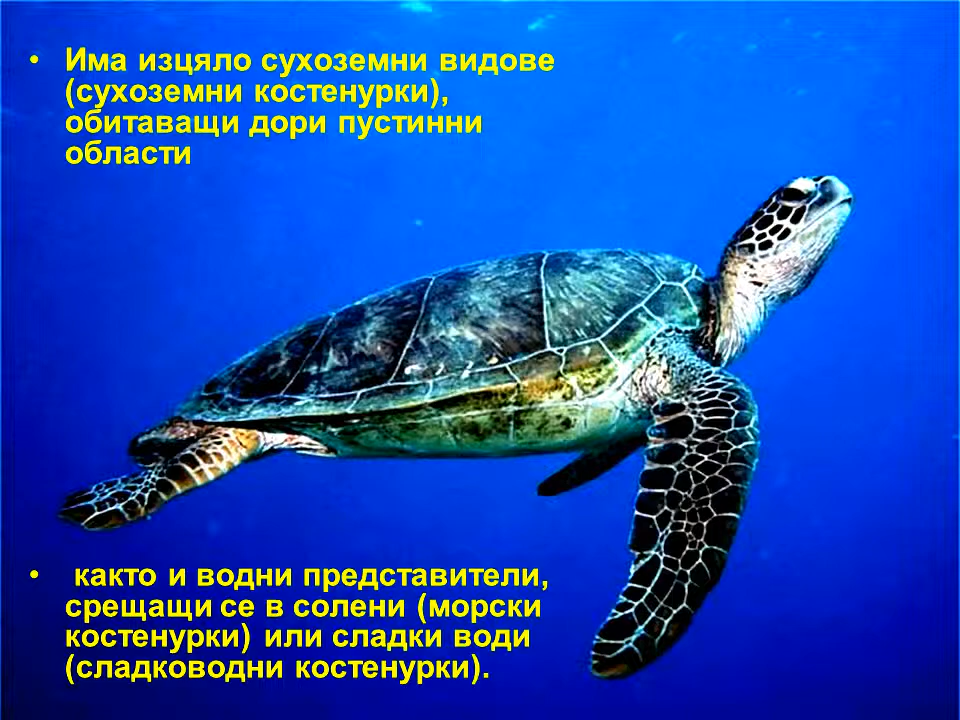 • Има изцяло сухоземни видове
(сухоземни костенурки),
обитаващи дори пустинни
области
• както и водни представители,
срещащи се в солени (морски
костенурки) или сладки води
(сладководни костенурки).